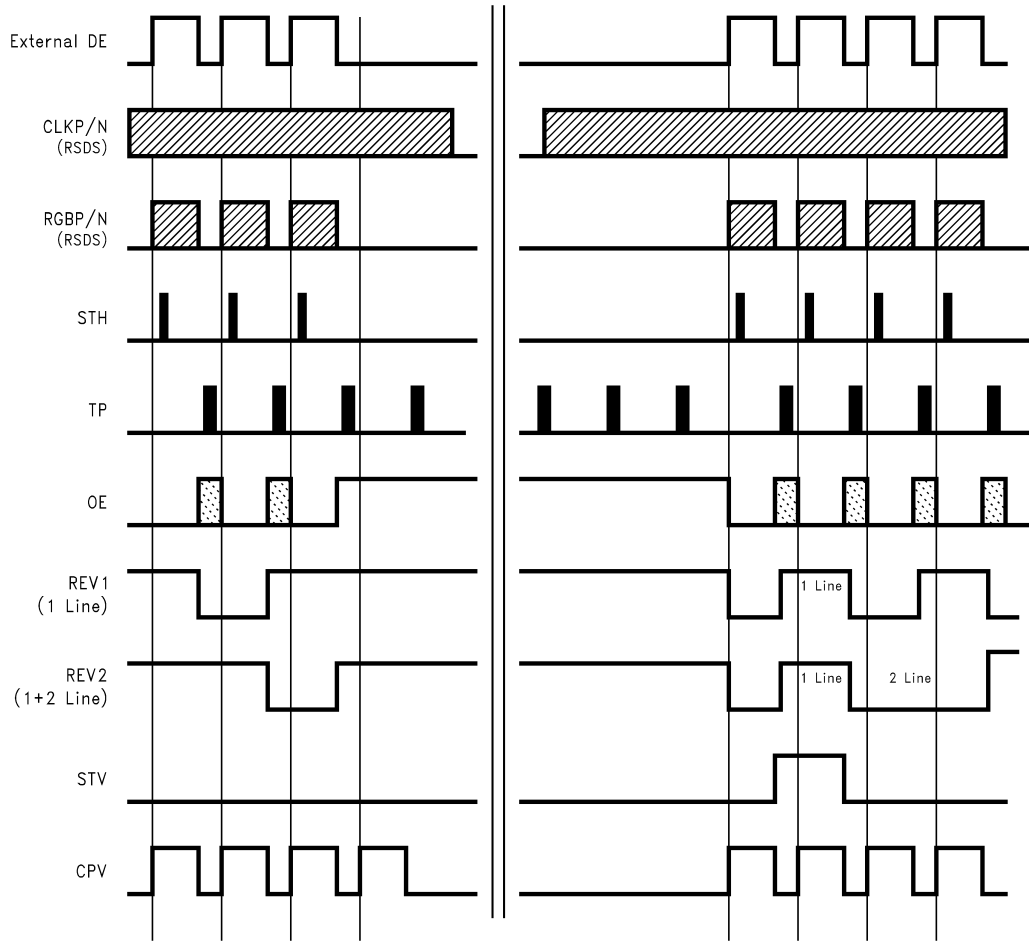 External DE
CLKP/N
(RSDS)
RGBP/N
(RSDS)
STH
TP
OE
REV1
(1 Line)
1 Line
REV2
(1+2 Line)
1 Line
2 Line
STV
CPV